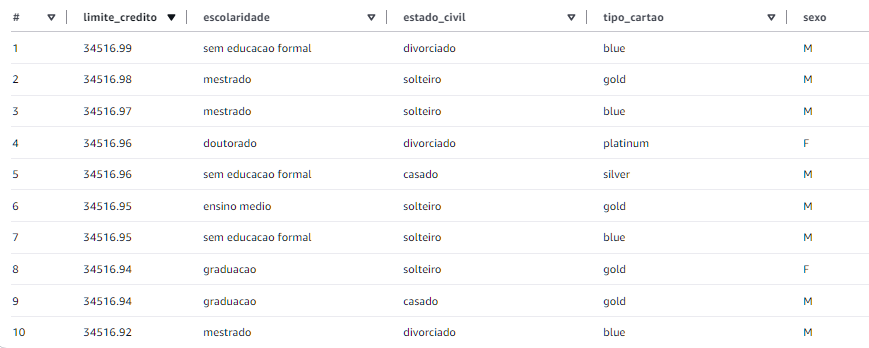 # limite_credito escolaridade estado_civil tipo_cartao sexo
1 34516.99 sem educacao formal divorciado blue M
2 34516.98 mestrado solteiro gold M
3 34516.97 mestrado solteiro blue M
4 34516.96 doutorado divorciado platinum F
5 34516.96 sem educacao formal casado silver M
6 34516.95 ensino medio solteiro gold M
7 34516.95 sem educacao formal solteiro blue M
8 34516.94 graduacao solteiro gold F
9 34516.94 graduacao casado gold M
10 34516.92 mestrado divorciado blue M